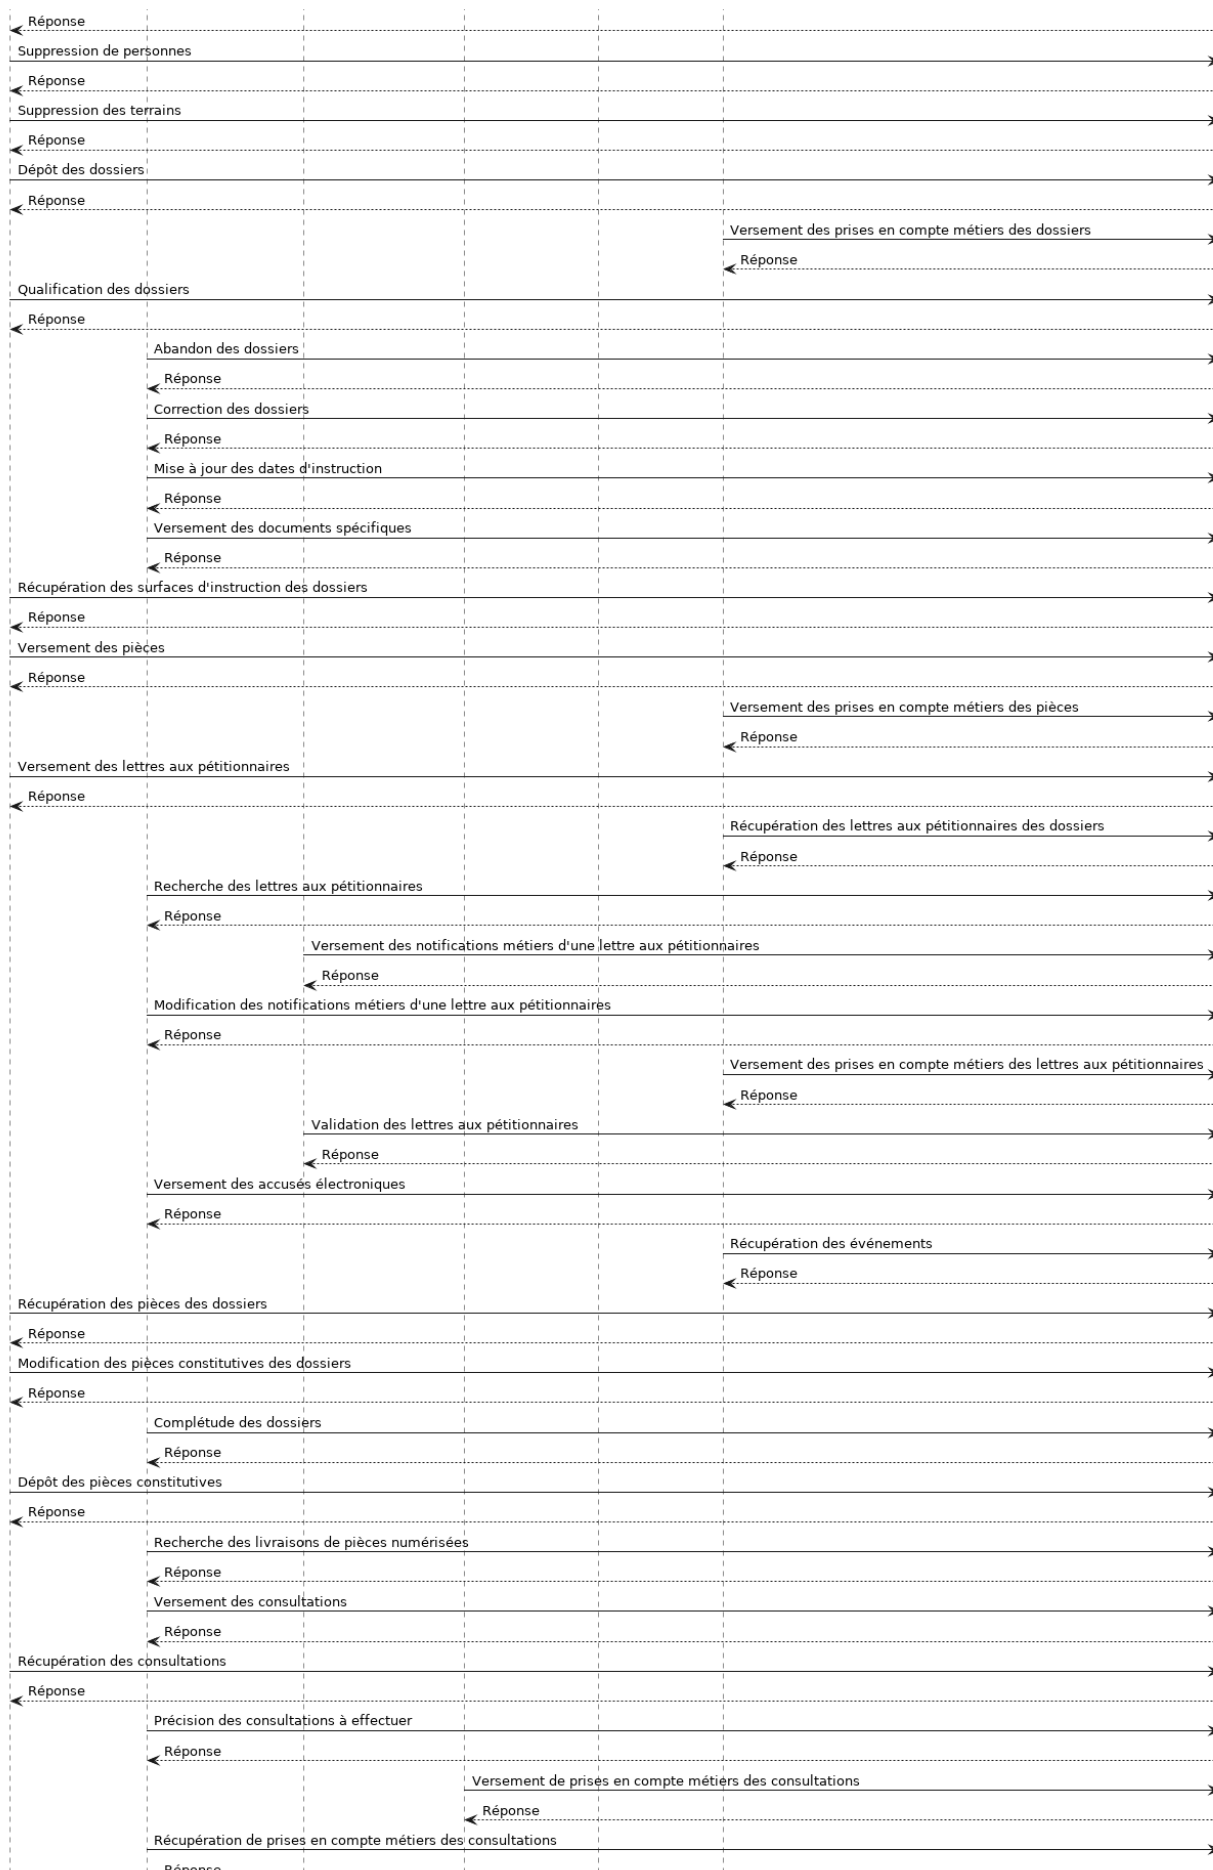 Réponse
Suppression de personnes
Réponse
Suppression des terrains
Réponse
Dépôt des dossiers
Réponse
Versement des prises en compte métiers des dossiers
Réponse
Qualification des dossiers
Réponse
Abandon des dossiers
Réponse
Correction des dossiers
Réponse
Mise à jour des dates d'instruction
Réponse
Versement des documents spécifiques
Réponse
Récupération des surfaces d'instruction des dossiers
Réponse
Versement des pièces
Réponse
Versement des prises en compte métiers des pièces
Réponse
Versement des lettres aux pétitionnaires
Réponse
Récupération des lettres aux pétitionnaires des dossiers
Réponse
Recherche des lettres aux pétitionnaires
Réponse
Versement des notifications métiers d'une lettre aux pétitionnaires
Réponse
Modification des notifications métiers d'une lettre aux pétitionnaires
Réponse
Versement des prises en compte métiers des lettres aux pétitionnaires
Réponse
Validation des lettres aux pétitionnaires
Réponse
Versement des accusés électroniques
Réponse
Récupération des événements
Réponse
Récupération des pièces des dossiers
Réponse
Modification des pièces constitutives des dossiers
Réponse
Complétude des dossiers
Réponse
Dépôt des pièces constitutives
Réponse
Recherche des livraisons de pièces numérisées
Réponse
Versement des consultations
Réponse
Récupération des consultations
Réponse
Précision des consultations à effectuer
Réponse
Versement de prises en compte métiers des consultations
Réponse
Récupération de prises en compte métiers des consultations
Réponse